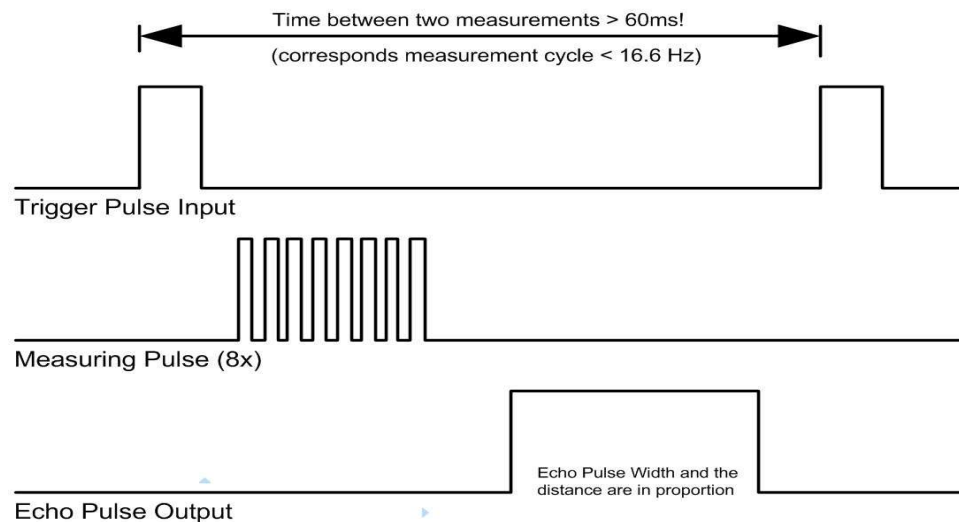 Time between two measurements > 60ms!
(corresponds measurement cycle < 16.6 Hz)
Trigger Pulse Input
Measuring Pulse (8x)
Echo Pulse Width and the
distance are in proportion
Echo Pulse Output